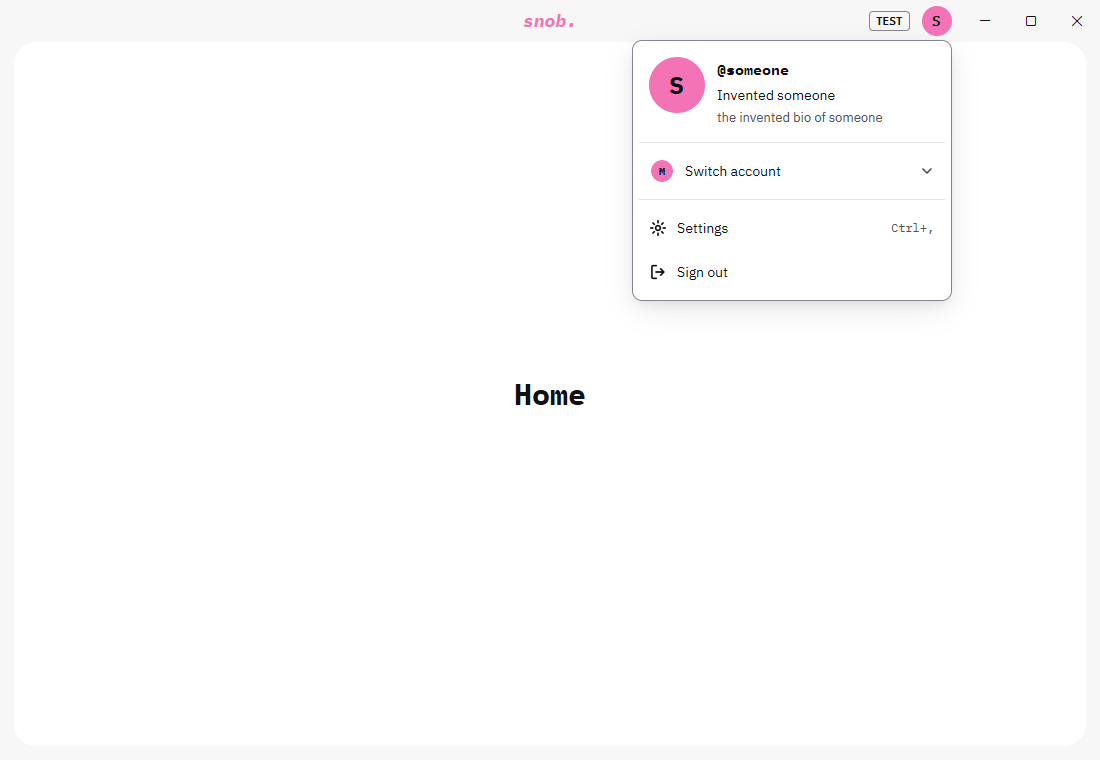 snob.
TEST
S
S
@someone
Invented someone
the invented bio of someone
M
Switch account
Settings
Ctrl+,
Sign out
Home